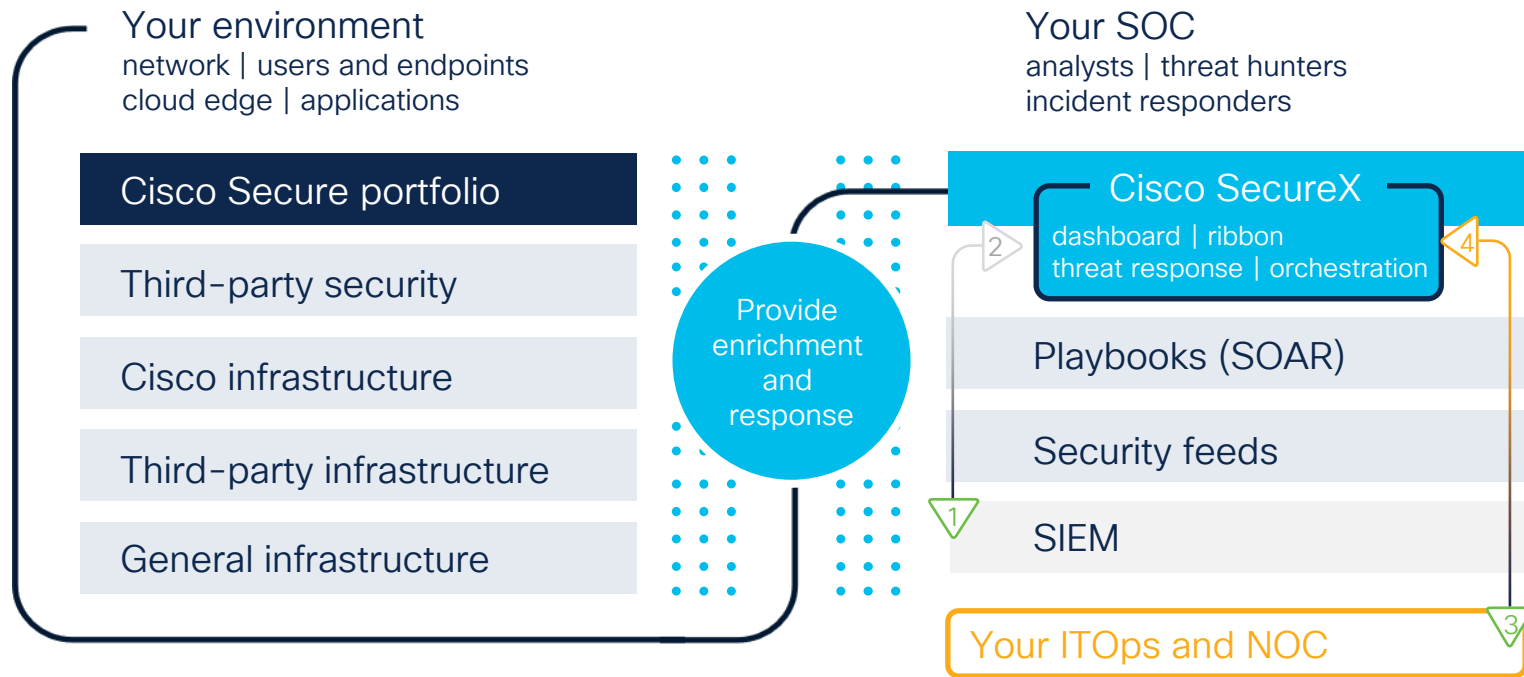 Your environment
network | users and endpoints
cloud edge | applications
Cisco Secure portfolio
Third-party security
Cisco infrastructure
Third-party infrastructure
General infrastructure
Provide
enrichment
and
response
Your SOC
analysts | threat hunters
incident responders
Cisco SecureX
dashboard | ribbon
threat response | orchestration
2
4
Playbooks (SOAR)
Security feeds
1
SIEM
3
Your ITOps and NOC